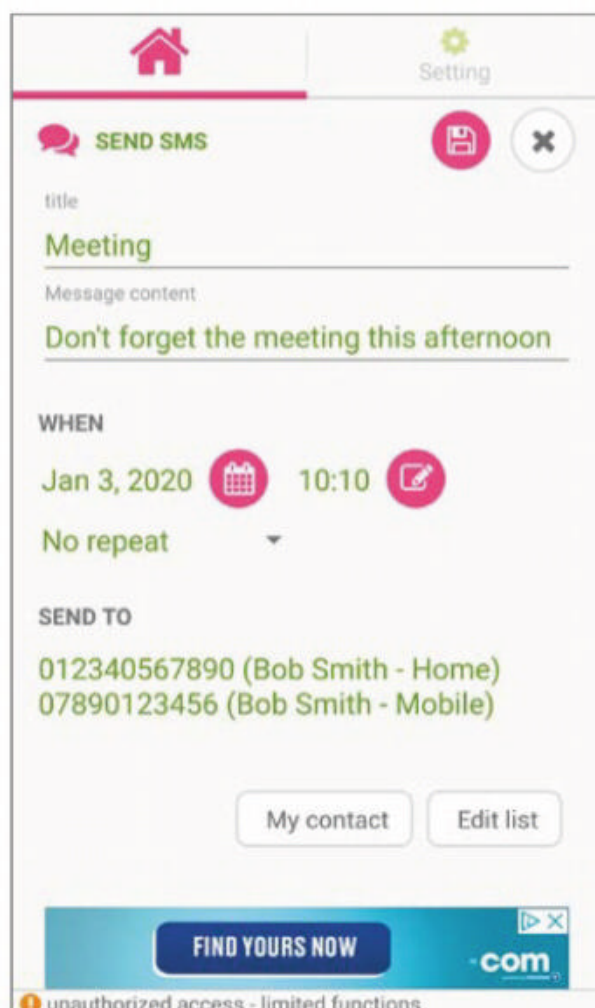 Setting
SEND SMS
title
Meeting
Message content
Don't forget the meeting this afternoon
WHEN
Jan 3, 2020 10:10
No repeat
SEND TO
012340567890 (Bob Smith - Home)
07890123456 (Bob Smith - Mobile)
My contact Edit list
FIND YOURS NOW
com
unauthorized access - limited functions